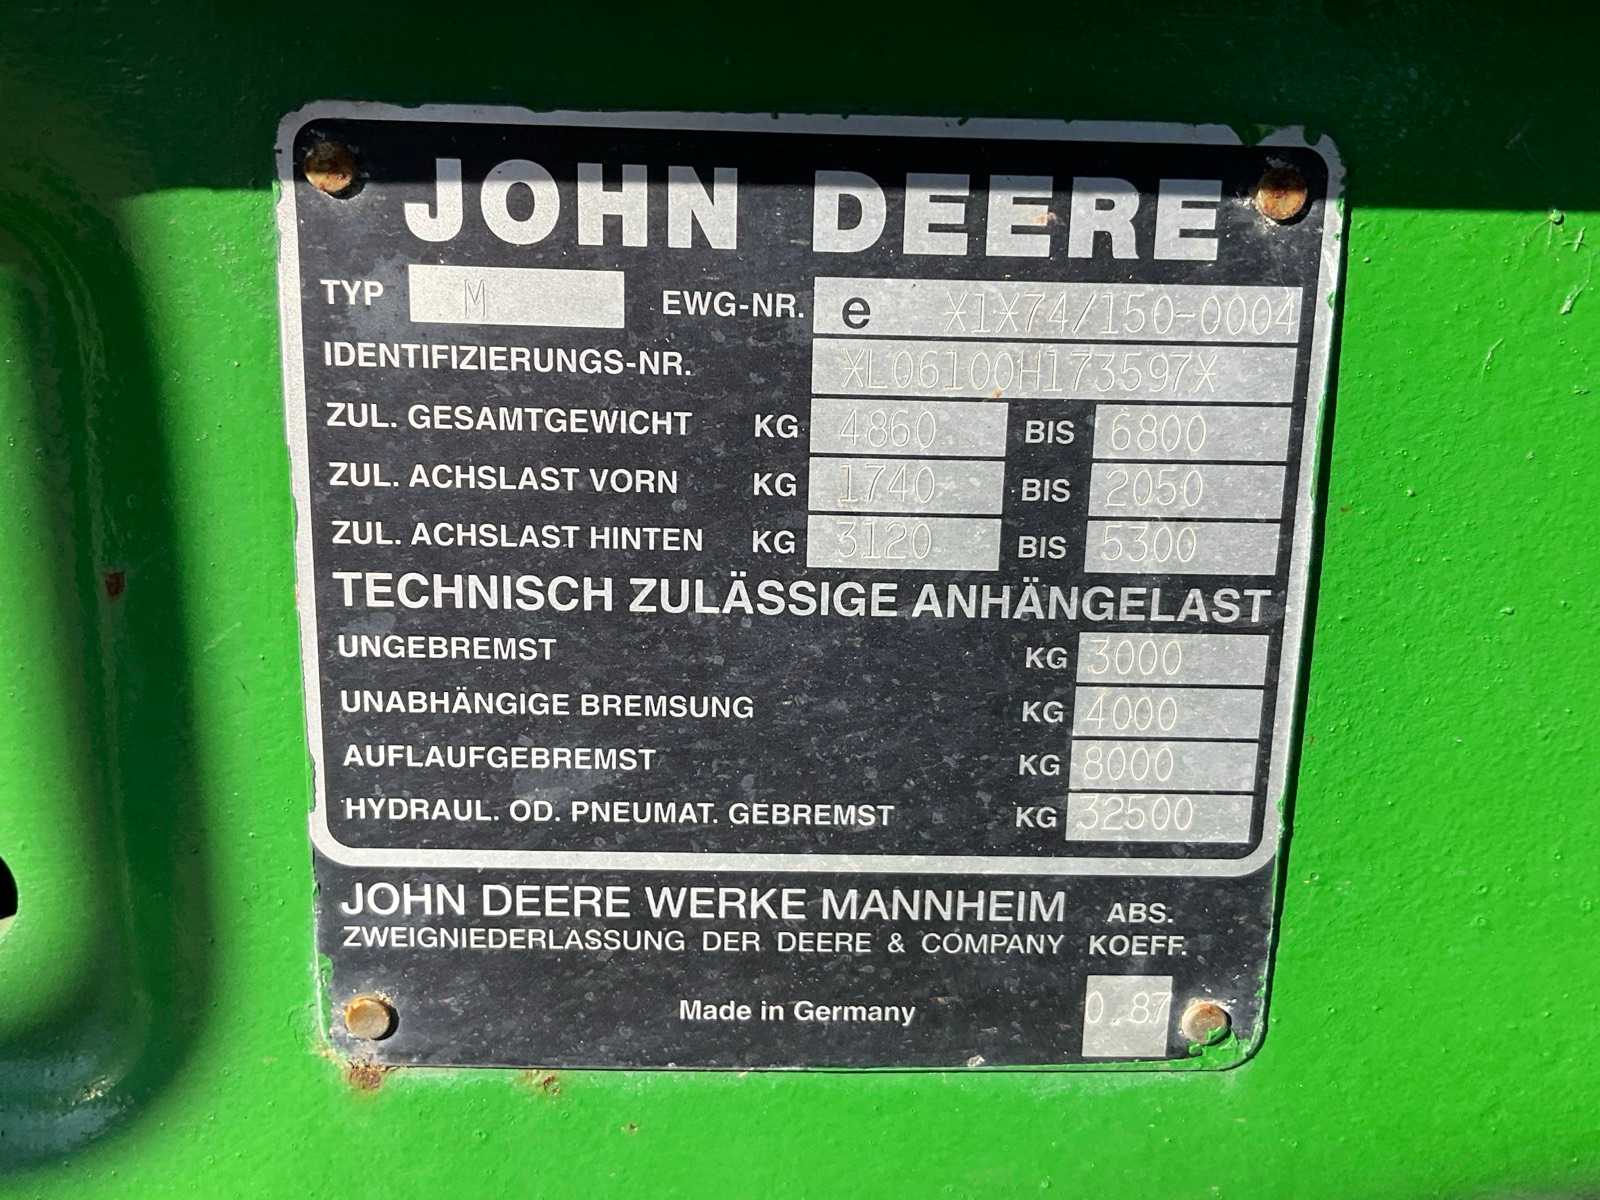 JOHN DEERE
TYP M EWG-NR. e *1*74/150-0004
IDENTIFIZIERUNGS-NR. *L06100H173597*
ZUL. GESAMTGEWICHT KG 4860 BIS 6800
ZUL. ACHSLAST VORN KG 1740 BIS 2050
ZUL. ACHSLAST HINTEN KG 3120 BIS 5300
TECHNISCH ZULÄSSIGE ANHÄNGELAST
UNGEBREMST KG 3000
UNABHÄNGIGE BREMSUNG KG 4000
AUFLAUFGEBREMST KG 8000
HYDRAUL. OD. PNEUMAT. GEBREMST KG 32500
JOHN DEERE WERKE MANNHEIM ABS.
ZWEIGNIEDERLASSUNG DER DEERE & COMPANY KOEFF.
Made in Germany 0.87